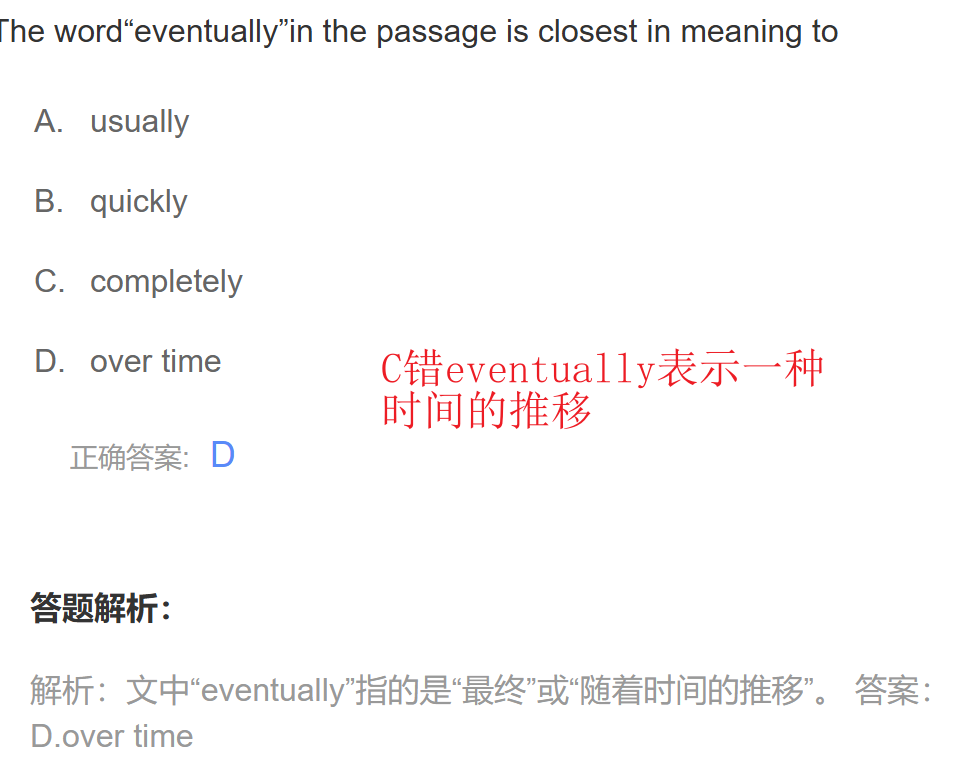 The word“eventually”in the passage is closest in meaning to
A. usually
B. quickly
C. completely
D. over time
C错eventually表示一种
时间的推移
正确答案: D
答题解析：
解析：文中“eventually”指的是“最终”或“随着时间的推移”。 答案：
D.over time